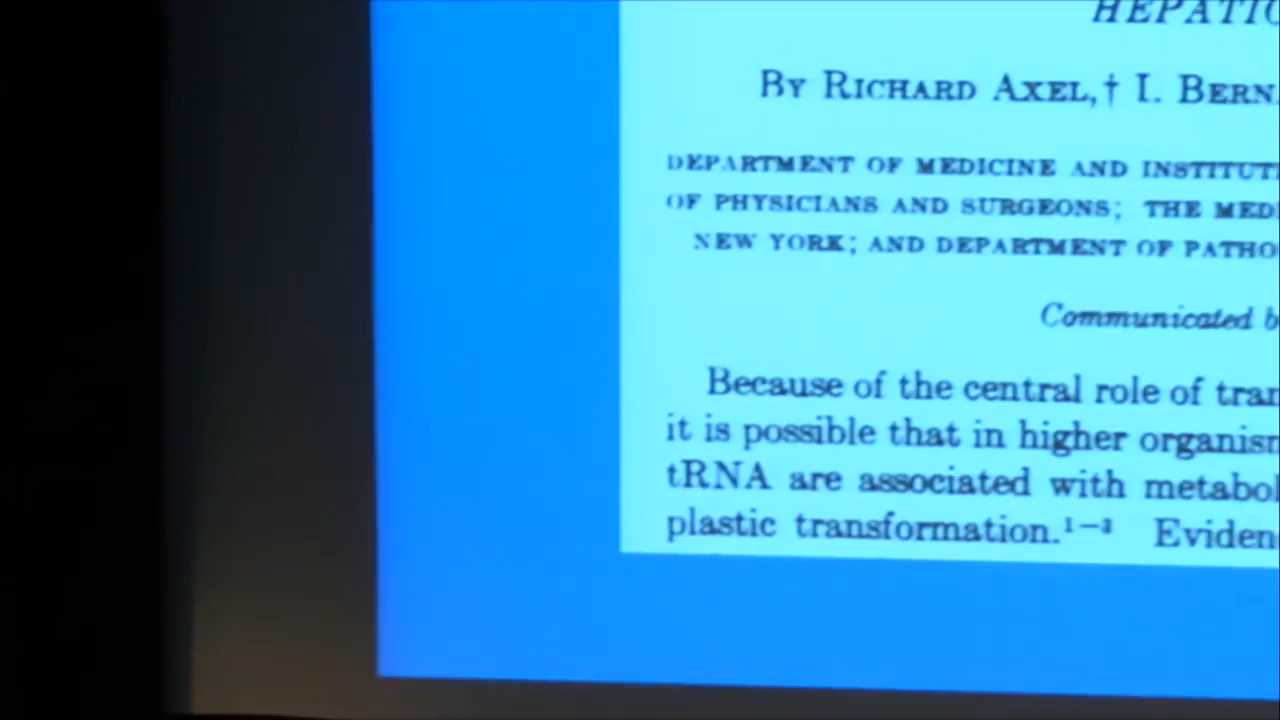 HEPATIC
BY RICHARD AXEL,† I. BERN
DEPARTMENT OF MEDICINE AND INSTITUT
OF PHYSICIANS AND SURGEONS; THE MED
NEW YORK; AND DEPARTMENT OF PATHO
Communicated b
Because of the central role of tran
it is possible that in higher organism
tRNA are associated with metabol
plastic transformation.¹⁻³ Eviden